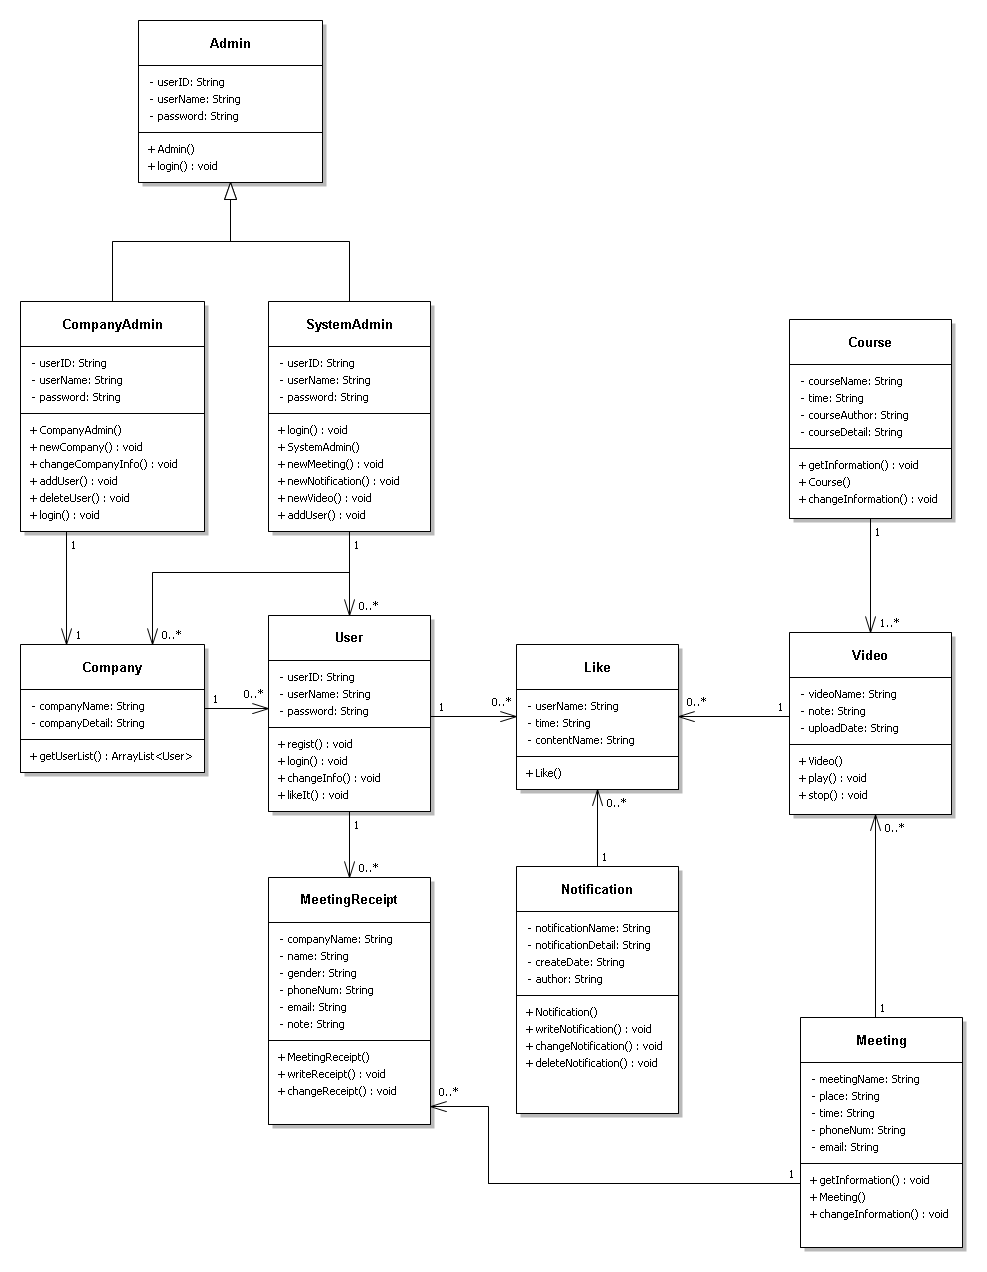 Admin
- userID: String
- userName: String
- password: String
+ Admin()
+ login() : void
CompanyAdmin
- userID: String
- userName: String
- password: String
+ CompanyAdmin()
+ newCompany() : void
+ changeCompanyInfo() : void
+ addUser() : void
+ deleteUser() : void
+ login() : void
SystemAdmin
- userID: String
- userName: String
- password: String
+ login() : void
+ SystemAdmin()
+ newMeeting() : void
+ newNotification() : void
+ newVideo() : void
+ addUser() : void
Course
- courseName: String
- time: String
- courseAuthor: String
- courseDetail: String
+ getInformation() : void
+ Course()
+ changeInformation() : void
1
1
1
0..*
1
0..*
1..*
Company
- companyName: String
- companyDetail: String
+ getUserList() : ArrayList<User>
1
0..*
User
- userID: String
- userName: String
- password: String
+ regist() : void
+ login() : void
+ changeInfo() : void
+ likeIt() : void
1
0..*
Like
- userName: String
- time: String
- contentName: String
+ Like()
0..*
1
Video
- videoName: String
- note: String
- uploadDate: String
+ Video()
+ play() : void
+ stop() : void
1
0..*
0..*
1
0..*
1
MeetingReceipt
- companyName: String
- name: String
- gender: String
- phoneNum: String
- email: String
- note: String
+ MeetingReceipt()
+ writeReceipt() : void
+ changeReceipt() : void
Notification
- notificationName: String
- notificationDetail: String
- createDate: String
- author: String
+ Notification()
+ writeNotification() : void
+ changeNotification() : void
+ deleteNotification() : void
0..*
1
Meeting
- meetingName: String
- place: String
- time: String
- phoneNum: String
- email: String
+ getInformation() : void
+ Meeting()
+ changeInformation() : void